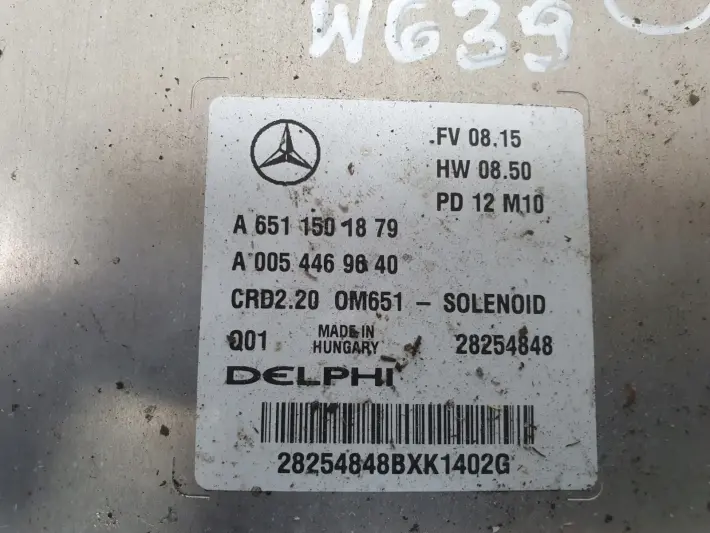 W639
FV 08.15
HW 08.50
PD 12 M10
A 651 150 18 79
A 005 446 96 40
CRD2.20 OM651 - SOLENOID
Q01 MADE IN HUNGARY 28254848
DELPHI
28254848BXK1402G